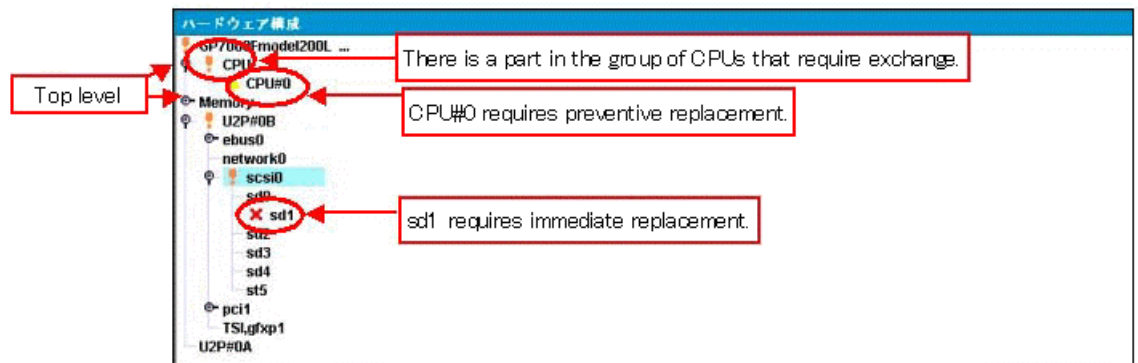 ハードウェア構成
GP7000Fmodel200L ...
There is a part in the group of CPUs that require exchange.
CPU
CPU#0
Top level
Memory
CPU#0 requires preventive replacement.
U2P#0B
ebus0
network0
scsi0
sd0
sd1
sd1 requires immediate replacement.
sd2
sd3
sd4
st5
pci1
TSI,gfxp1
U2P#0A